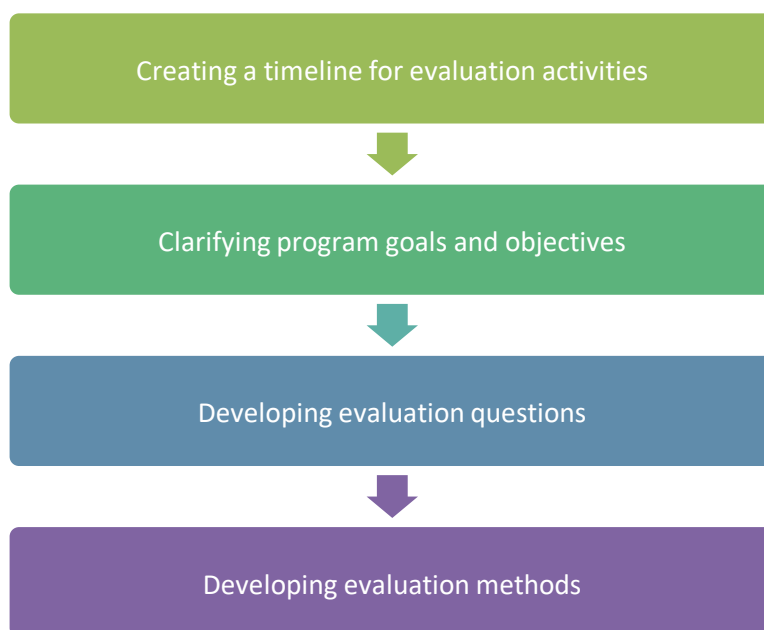 Creating a timeline for evaluation activities
Clarifying program goals and objectives
Developing evaluation questions
Developing evaluation methods